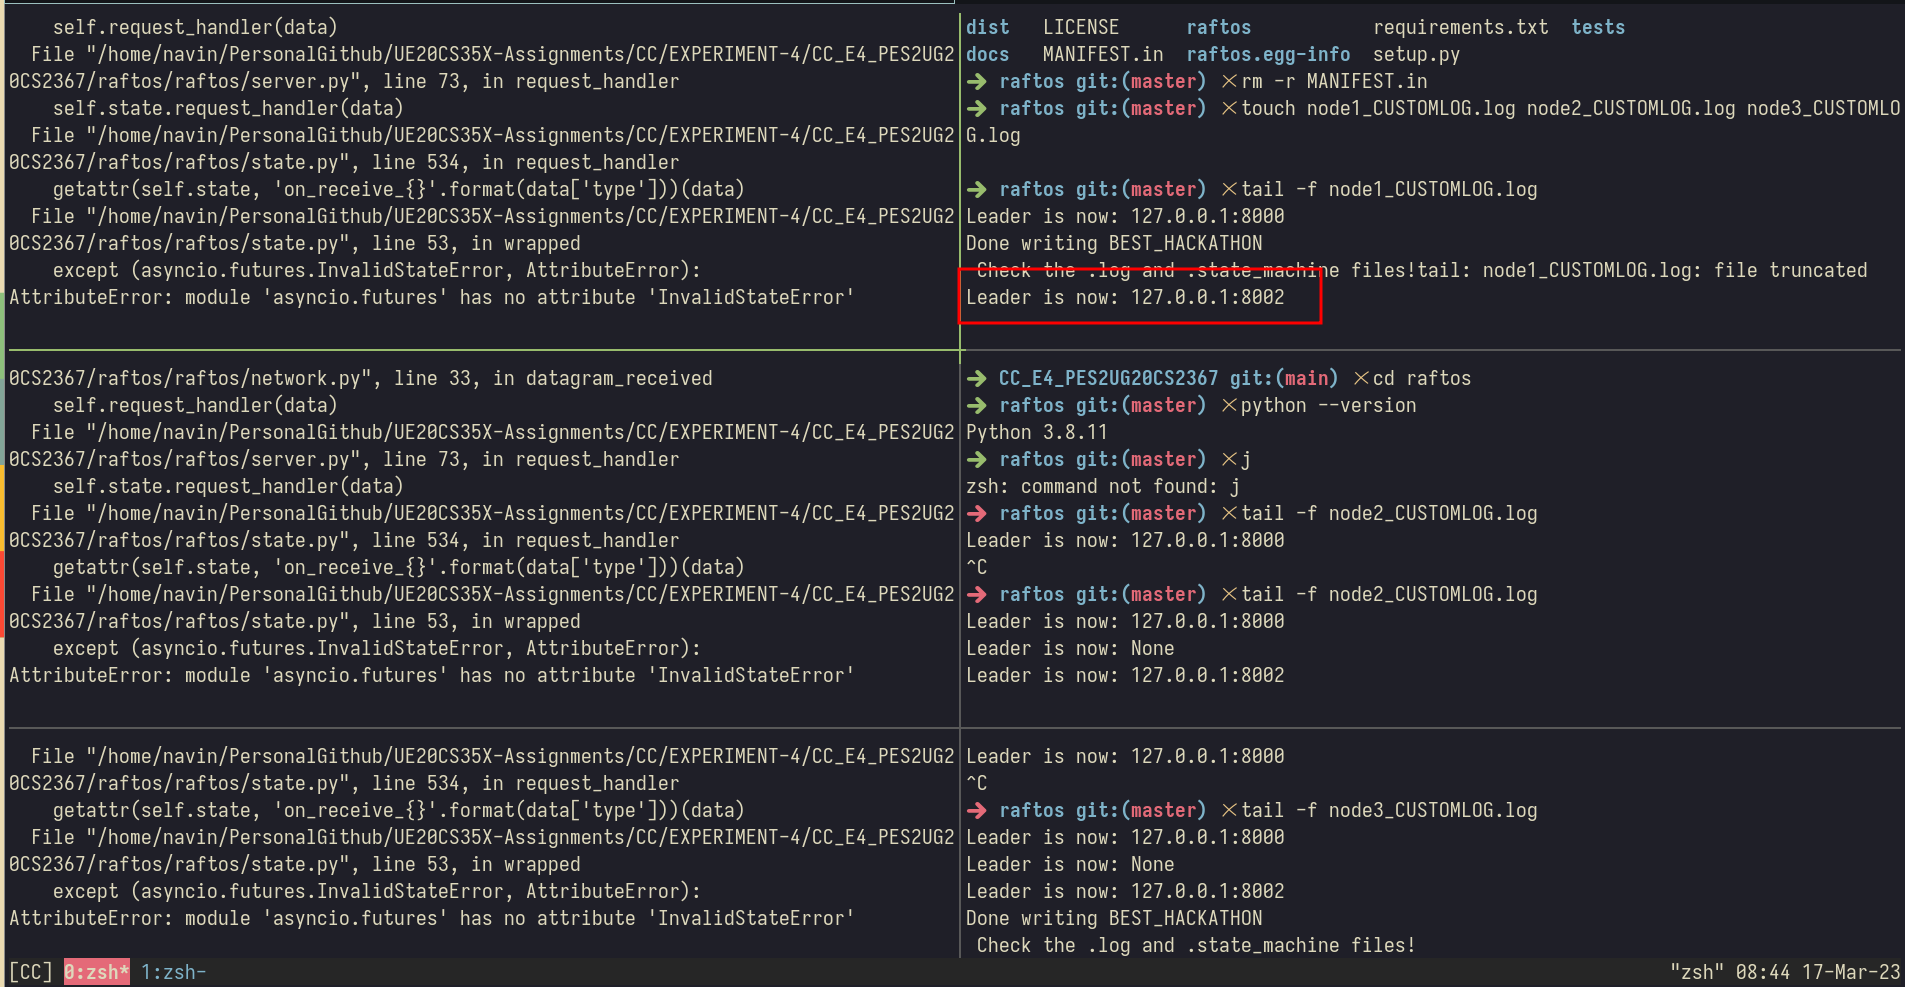 self.request_handler(data)
  File "/home/navin/PersonalGithub/UE20CS35X-Assignments/CC/EXPERIMENT-4/CC_E4_PES2UG2
0CS2367/raftos/raftos/server.py", line 73, in request_handler
    self.state.request_handler(data)
  File "/home/navin/PersonalGithub/UE20CS35X-Assignments/CC/EXPERIMENT-4/CC_E4_PES2UG2
0CS2367/raftos/raftos/state.py", line 534, in request_handler
    getattr(self.state, 'on_receive_{}'.format(data['type']))(data)
  File "/home/navin/PersonalGithub/UE20CS35X-Assignments/CC/EXPERIMENT-4/CC_E4_PES2UG2
0CS2367/raftos/raftos/state.py", line 53, in wrapped
    except (asyncio.futures.InvalidStateError, AttributeError):
AttributeError: module 'asyncio.futures' has no attribute 'InvalidStateError'
dist   LICENSE      raftos           requirements.txt  tests
docs   MANIFEST.in  raftos.egg-info  setup.py
➜ raftos git:(master) ✕rm -r MANIFEST.in
➜ raftos git:(master) ✕touch node1_CUSTOMLOG.log node2_CUSTOMLOG.log node3_CUSTOMLO
G.log
➜ raftos git:(master) ✕tail -f node1_CUSTOMLOG.log
Leader is now: 127.0.0.1:8000
Done writing BEST_HACKATHON
 Check the .log and .state_machine files!tail: node1_CUSTOMLOG.log: file truncated
Leader is now: 127.0.0.1:8002
0CS2367/raftos/raftos/network.py", line 33, in datagram_received
    self.request_handler(data)
  File "/home/navin/PersonalGithub/UE20CS35X-Assignments/CC/EXPERIMENT-4/CC_E4_PES2UG2
0CS2367/raftos/raftos/server.py", line 73, in request_handler
    self.state.request_handler(data)
  File "/home/navin/PersonalGithub/UE20CS35X-Assignments/CC/EXPERIMENT-4/CC_E4_PES2UG2
0CS2367/raftos/raftos/state.py", line 534, in request_handler
    getattr(self.state, 'on_receive_{}'.format(data['type']))(data)
  File "/home/navin/PersonalGithub/UE20CS35X-Assignments/CC/EXPERIMENT-4/CC_E4_PES2UG2
0CS2367/raftos/raftos/state.py", line 53, in wrapped
    except (asyncio.futures.InvalidStateError, AttributeError):
AttributeError: module 'asyncio.futures' has no attribute 'InvalidStateError'
➜ CC_E4_PES2UG20CS2367 git:(main) ✕cd raftos
➜ raftos git:(master) ✕python --version
Python 3.8.11
➜ raftos git:(master) ✕j
zsh: command not found: j
➜ raftos git:(master) ✕tail -f node2_CUSTOMLOG.log
Leader is now: 127.0.0.1:8000
^C
➜ raftos git:(master) ✕tail -f node2_CUSTOMLOG.log
Leader is now: 127.0.0.1:8000
Leader is now: None
Leader is now: 127.0.0.1:8002
  File "/home/navin/PersonalGithub/UE20CS35X-Assignments/CC/EXPERIMENT-4/CC_E4_PES2UG2
0CS2367/raftos/raftos/state.py", line 534, in request_handler
    getattr(self.state, 'on_receive_{}'.format(data['type']))(data)
  File "/home/navin/PersonalGithub/UE20CS35X-Assignments/CC/EXPERIMENT-4/CC_E4_PES2UG2
0CS2367/raftos/raftos/state.py", line 53, in wrapped
    except (asyncio.futures.InvalidStateError, AttributeError):
AttributeError: module 'asyncio.futures' has no attribute 'InvalidStateError'
Leader is now: 127.0.0.1:8000
^C
➜ raftos git:(master) ✕tail -f node3_CUSTOMLOG.log
Leader is now: 127.0.0.1:8000
Leader is now: None
Leader is now: 127.0.0.1:8002
Done writing BEST_HACKATHON
 Check the .log and .state_machine files!
[CC] 0:zsh* 1:zsh- "zsh" 08:44 17-Mar-23